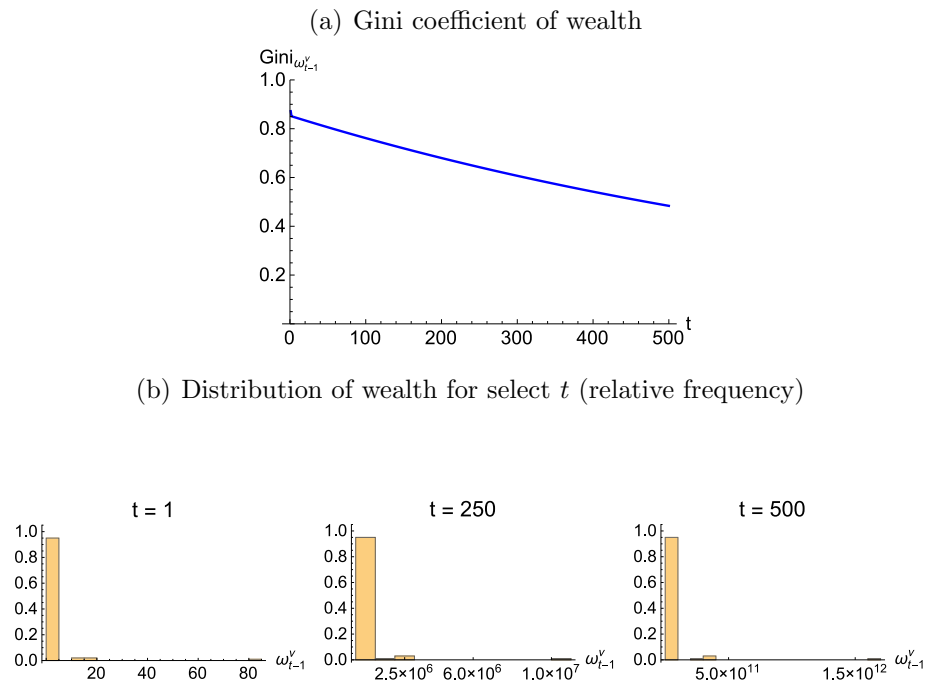 (a) Gini coefficient of wealth
Gini ω^v_{t-1}
1.0
0.8
0.6
0.4
0.2
0 100 200 300 400 500 t
(b) Distribution of wealth for select t (relative frequency)
t = 1
1.0
0.8
0.6
0.4
0.2
0.0
20 40 60 80 ω^v_{t-1}
t = 250
1.0
0.8
0.6
0.4
0.2
0.0
2.5×10^6 6.0×10^6 1.0×10^7 ω^v_{t-1}
t = 500
1.0
0.8
0.6
0.4
0.2
0.0
5.0×10^11 1.5×10^12 ω^v_{t-1}